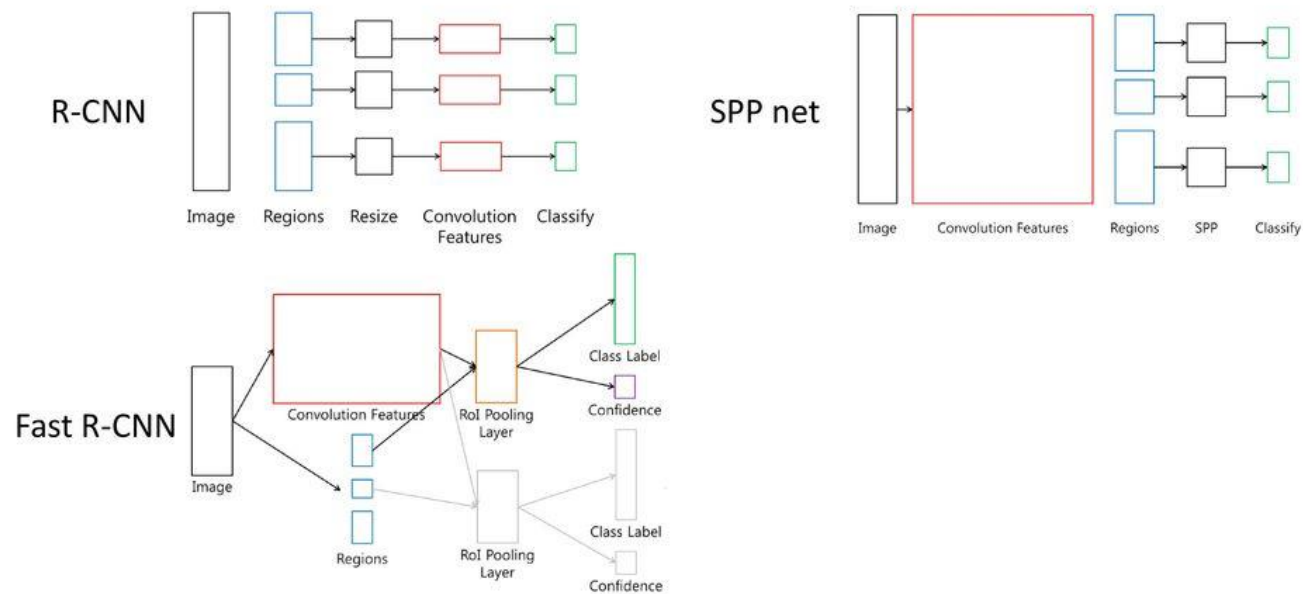 R-CNN
Image
Regions
Resize
Convolution
Features
Classify
SPP net
Image
Convolution Features
Regions
SPP
Classify
Fast R-CNN
Image
Convolution Features
Regions
RoI Pooling
Layer
Class Label
Confidence
RoI Pooling
Layer
Class Label
Confidence